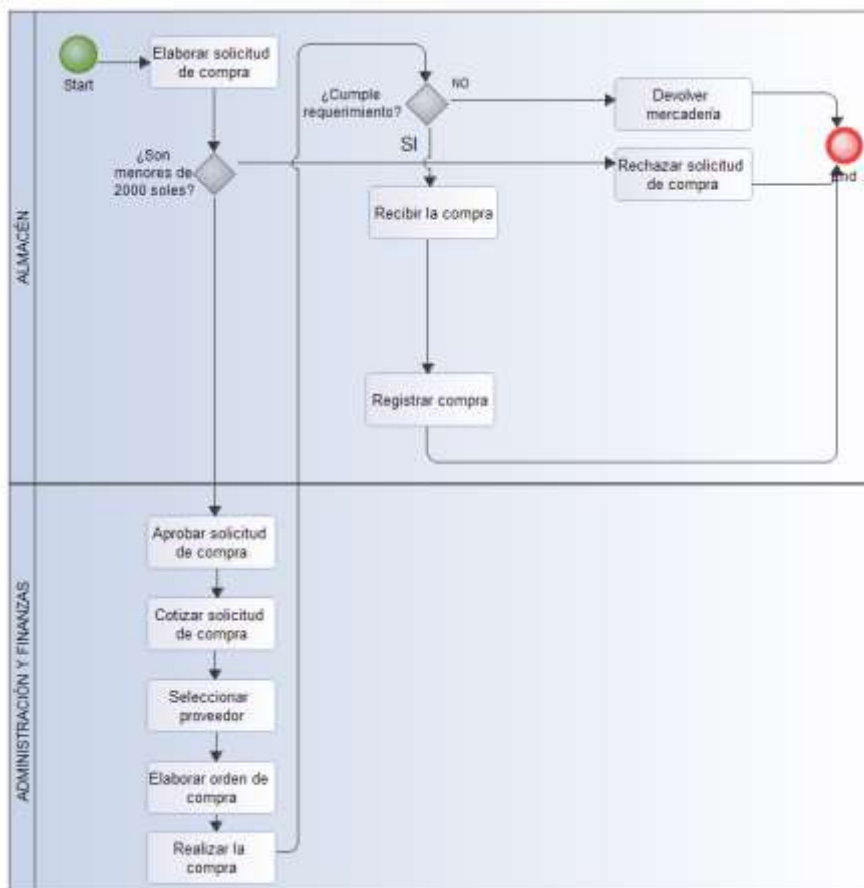 ALMACÉN
Start
Elaborar solicitud
de compra
¿Son
menores de
2000 soles?
¿Cumple
requerimiento?
NO
SI
Devolver
mercadería
Rechazar solicitud
de compra
End
Recibir la compra
Registrar compra
ADMINISTRACIÓN Y FINANZAS
Aprobar solicitud
de compra
Cotizar solicitud
de compra
Seleccionar
proveedor
Elaborar orden de
compra
Realizar la
compra